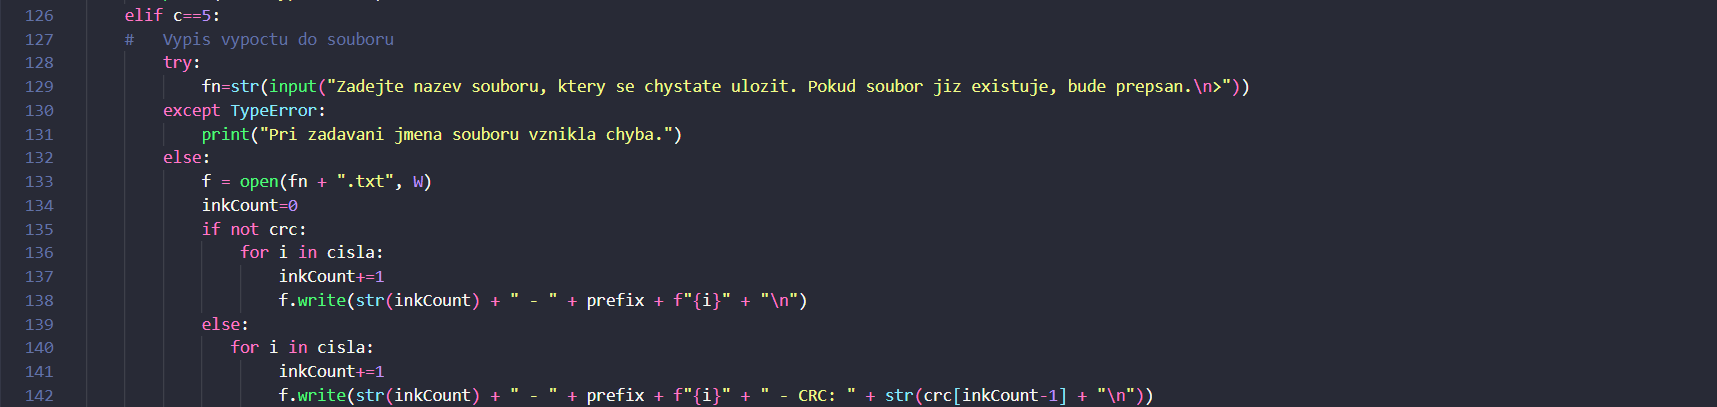 126 elif c==5:
127 #   Vypis vypoctu do souboru
128 try:
129 fn=str(input("Zadejte nazev souboru, ktery se chystate ulozit. Pokud soubor jiz existuje, bude prepsan.\n>"))
130 except TypeError:
131 print("Pri zadavani jmena souboru vznikla chyba.")
132 else:
133 f = open(fn + ".txt", W)
134 inkCount=0
135 if not crc:
136 for i in cisla:
137 inkCount+=1
138 f.write(str(inkCount) + " - " + prefix + f"{i}" + "\n")
139 else:
140 for i in cisla:
141 inkCount+=1
142 f.write(str(inkCount) + " - " + prefix + f"{i}" + " - CRC: " + str(crc[inkCount-1] + "\n"))